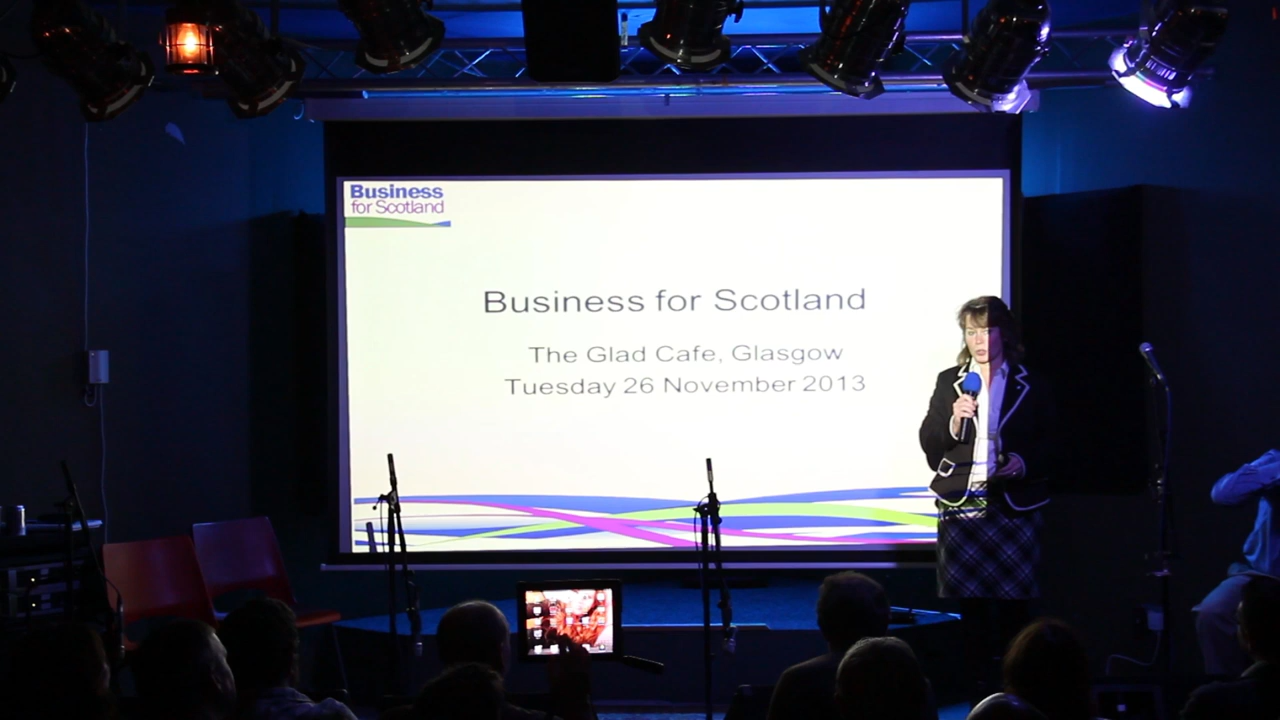 Business
for Scotland
Business for Scotland
The Glad Cafe, Glasgow
Tuesday 26 November 2013